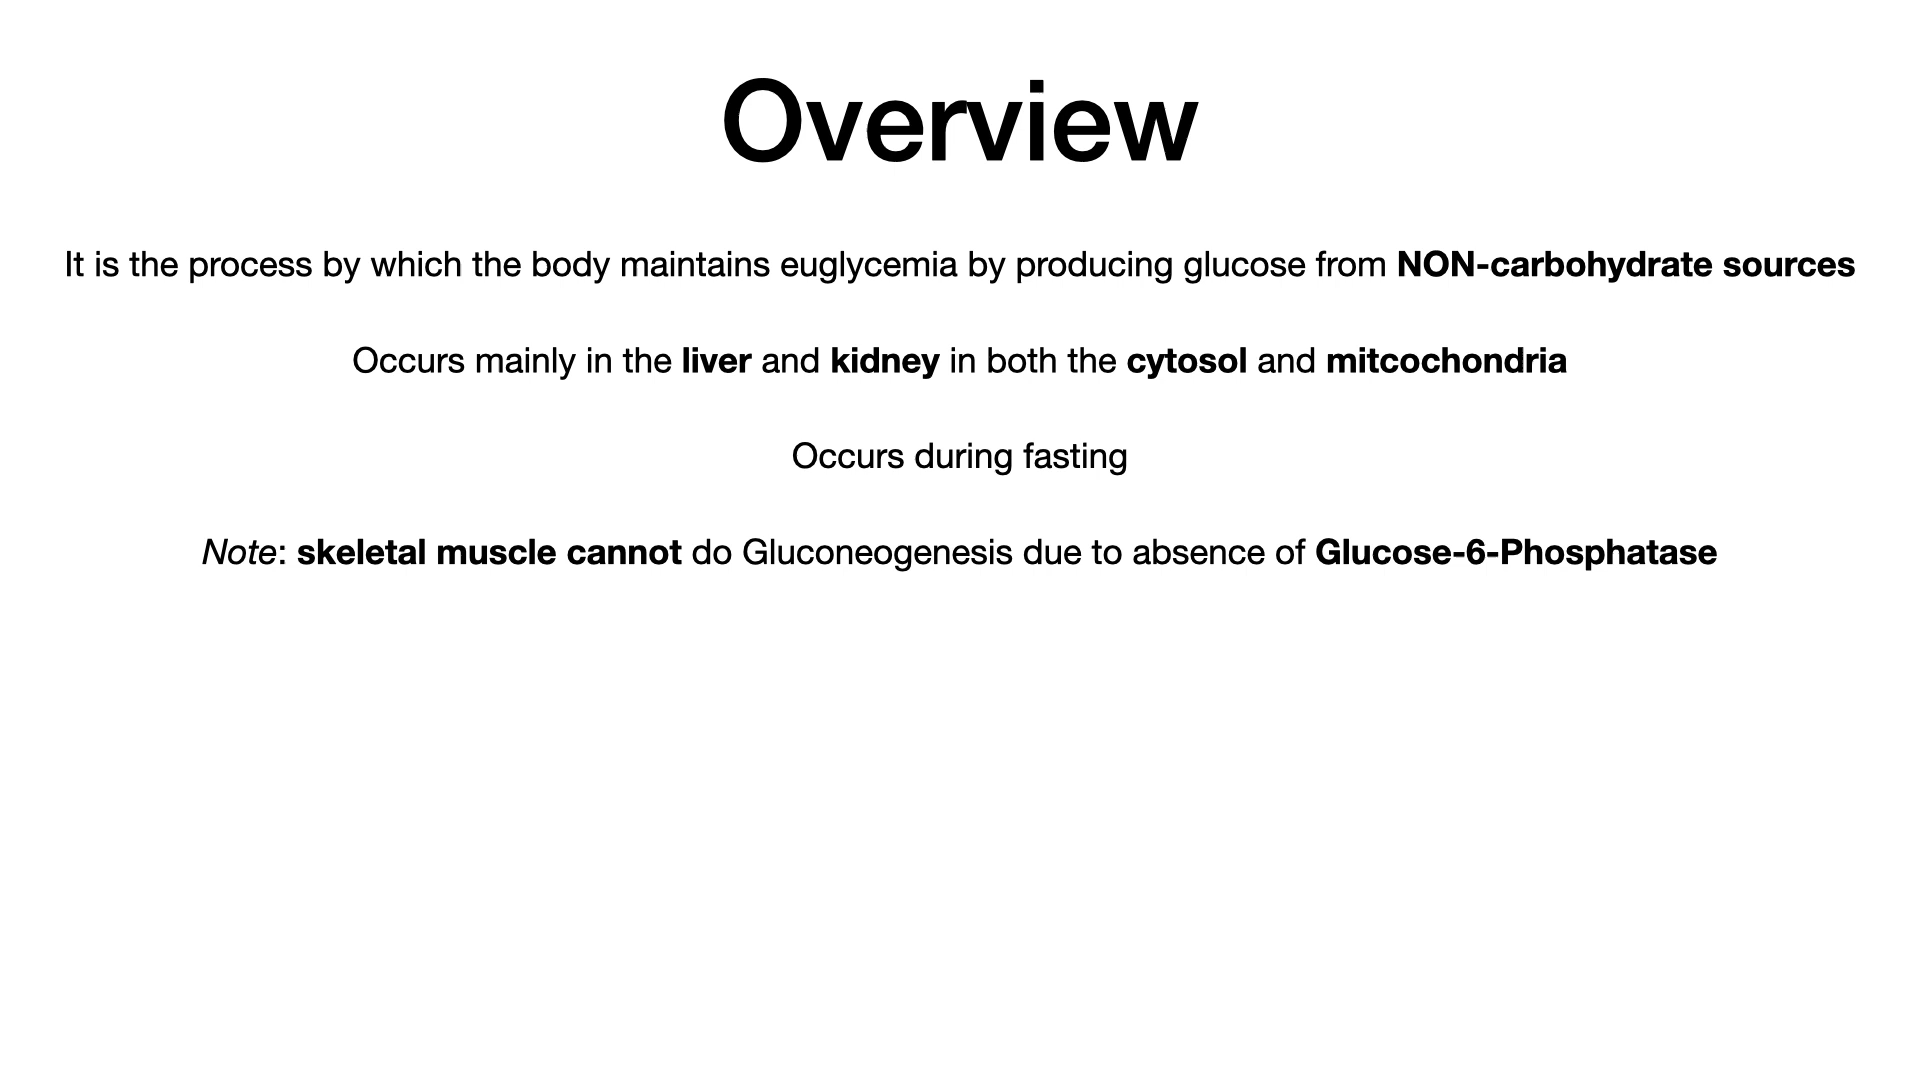 Overview
It is the process by which the body maintains euglycemia by producing glucose from NON-carbohydrate sources
Occurs mainly in the liver and kidney in both the cytosol and mitcochondria
Occurs during fasting
Note: skeletal muscle cannot do Gluconeogenesis due to absence of Glucose-6-Phosphatase